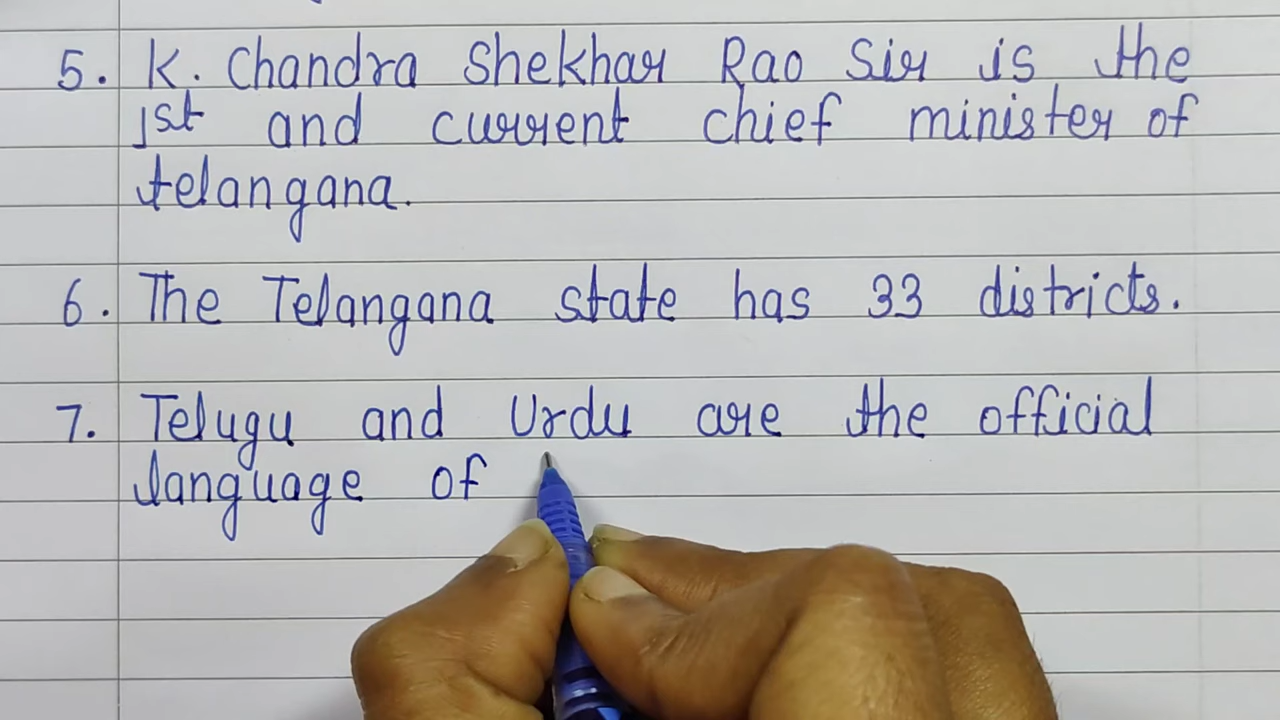 5. K. Chandra Shekhar Rao Sir is the
1st and current chief minister of
telangana.
6. The Telangana state has 33 districts.
7. Telugu and Urdu are the official
language of